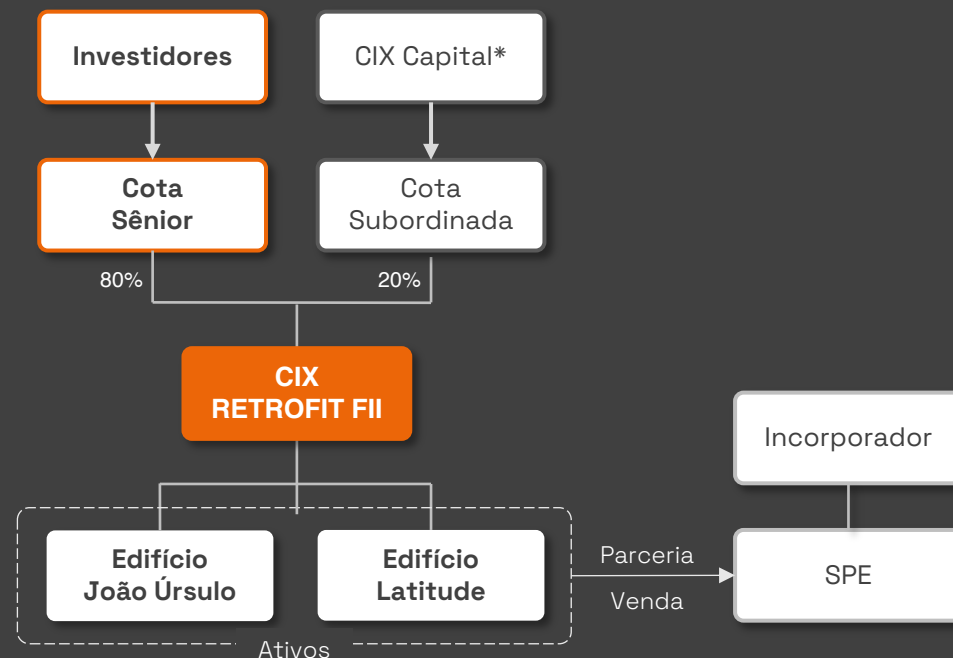 Investidores
CIX Capital*
Cota
Sênior
Cota
Subordinada
80%
20%
CIX
RETROFIT FII
Incorporador
Edifício
João Úrsulo
Edifício
Latitude
Parceria
Venda
SPE
Ativos